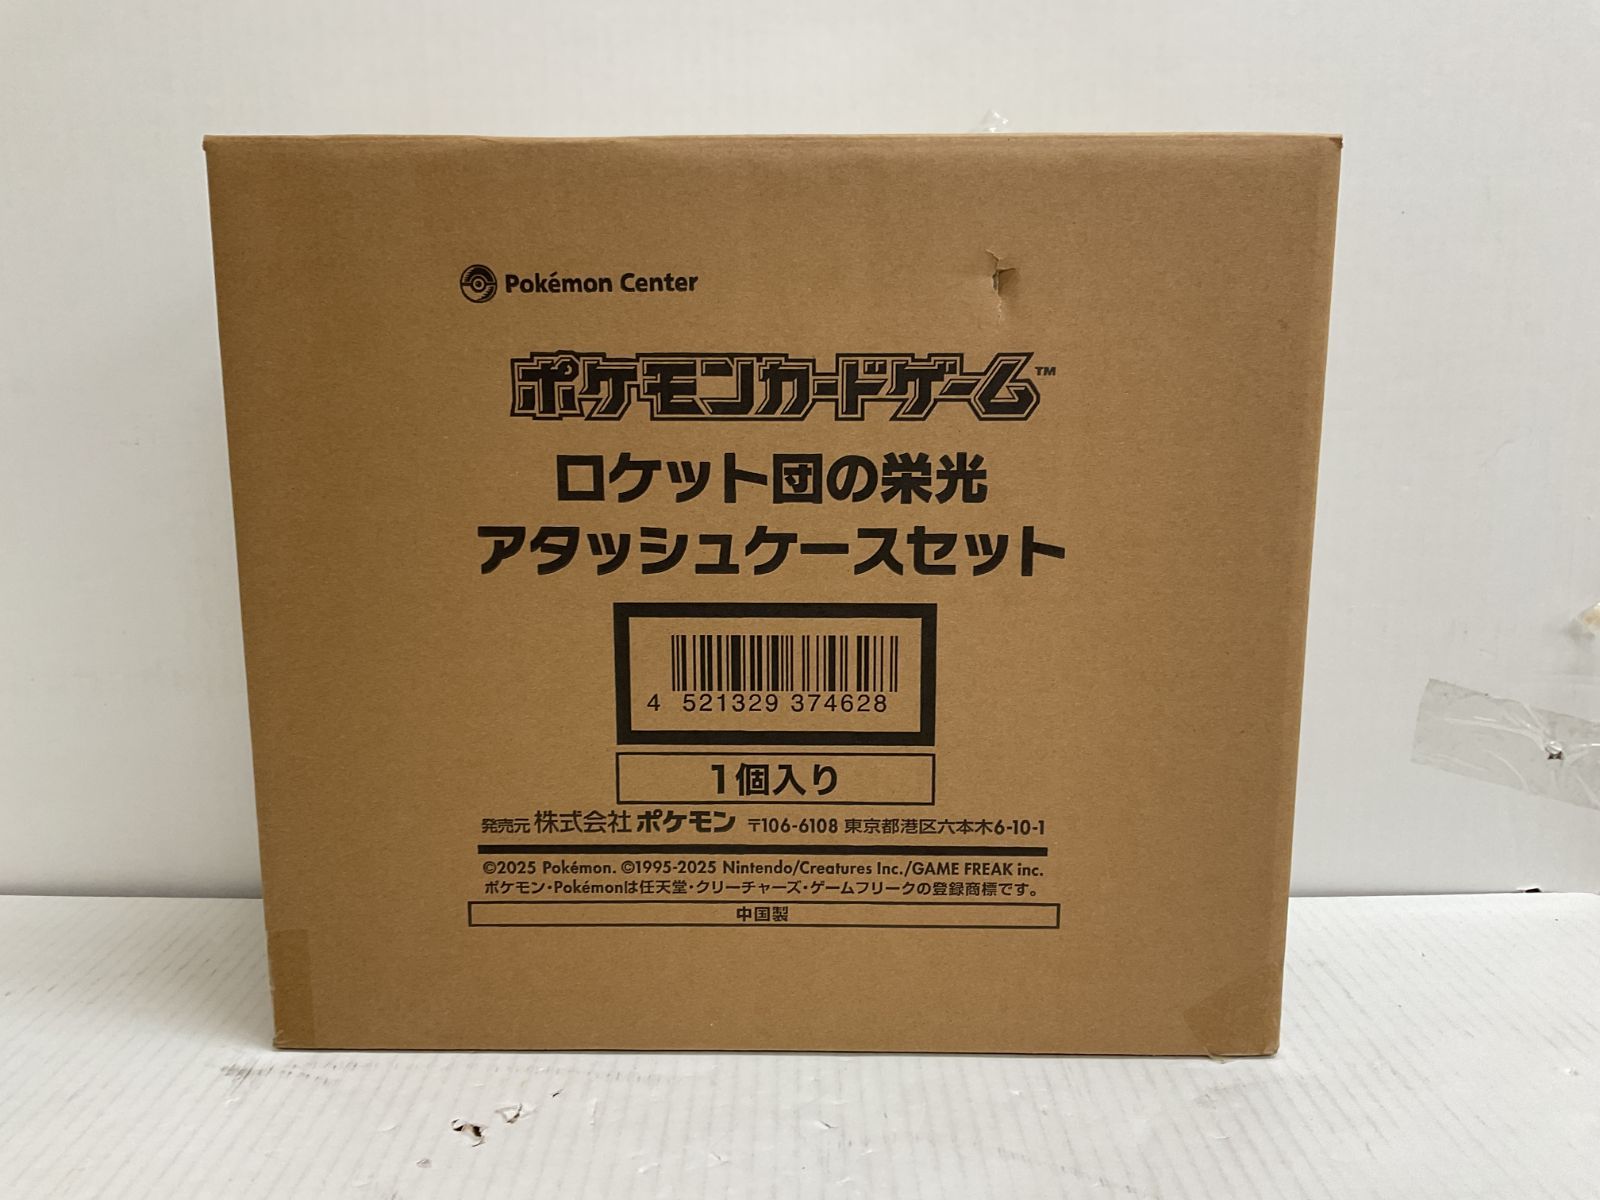 Pokémon Center
ポケモンカードゲーム™
ロケット団の栄光
アタッシュケースセット
4 521329 374628
1個入り
発売元 株式会社 ポケモン 〒106-6108 東京都港区六本木6-10-1
©2025 Pokémon. ©1995-2025 Nintendo/Creatures Inc./GAME FREAK inc.
ポケモン・Pokémonは任天堂・クリーチャーズ・ゲームフリークの登録商標です。
中国製